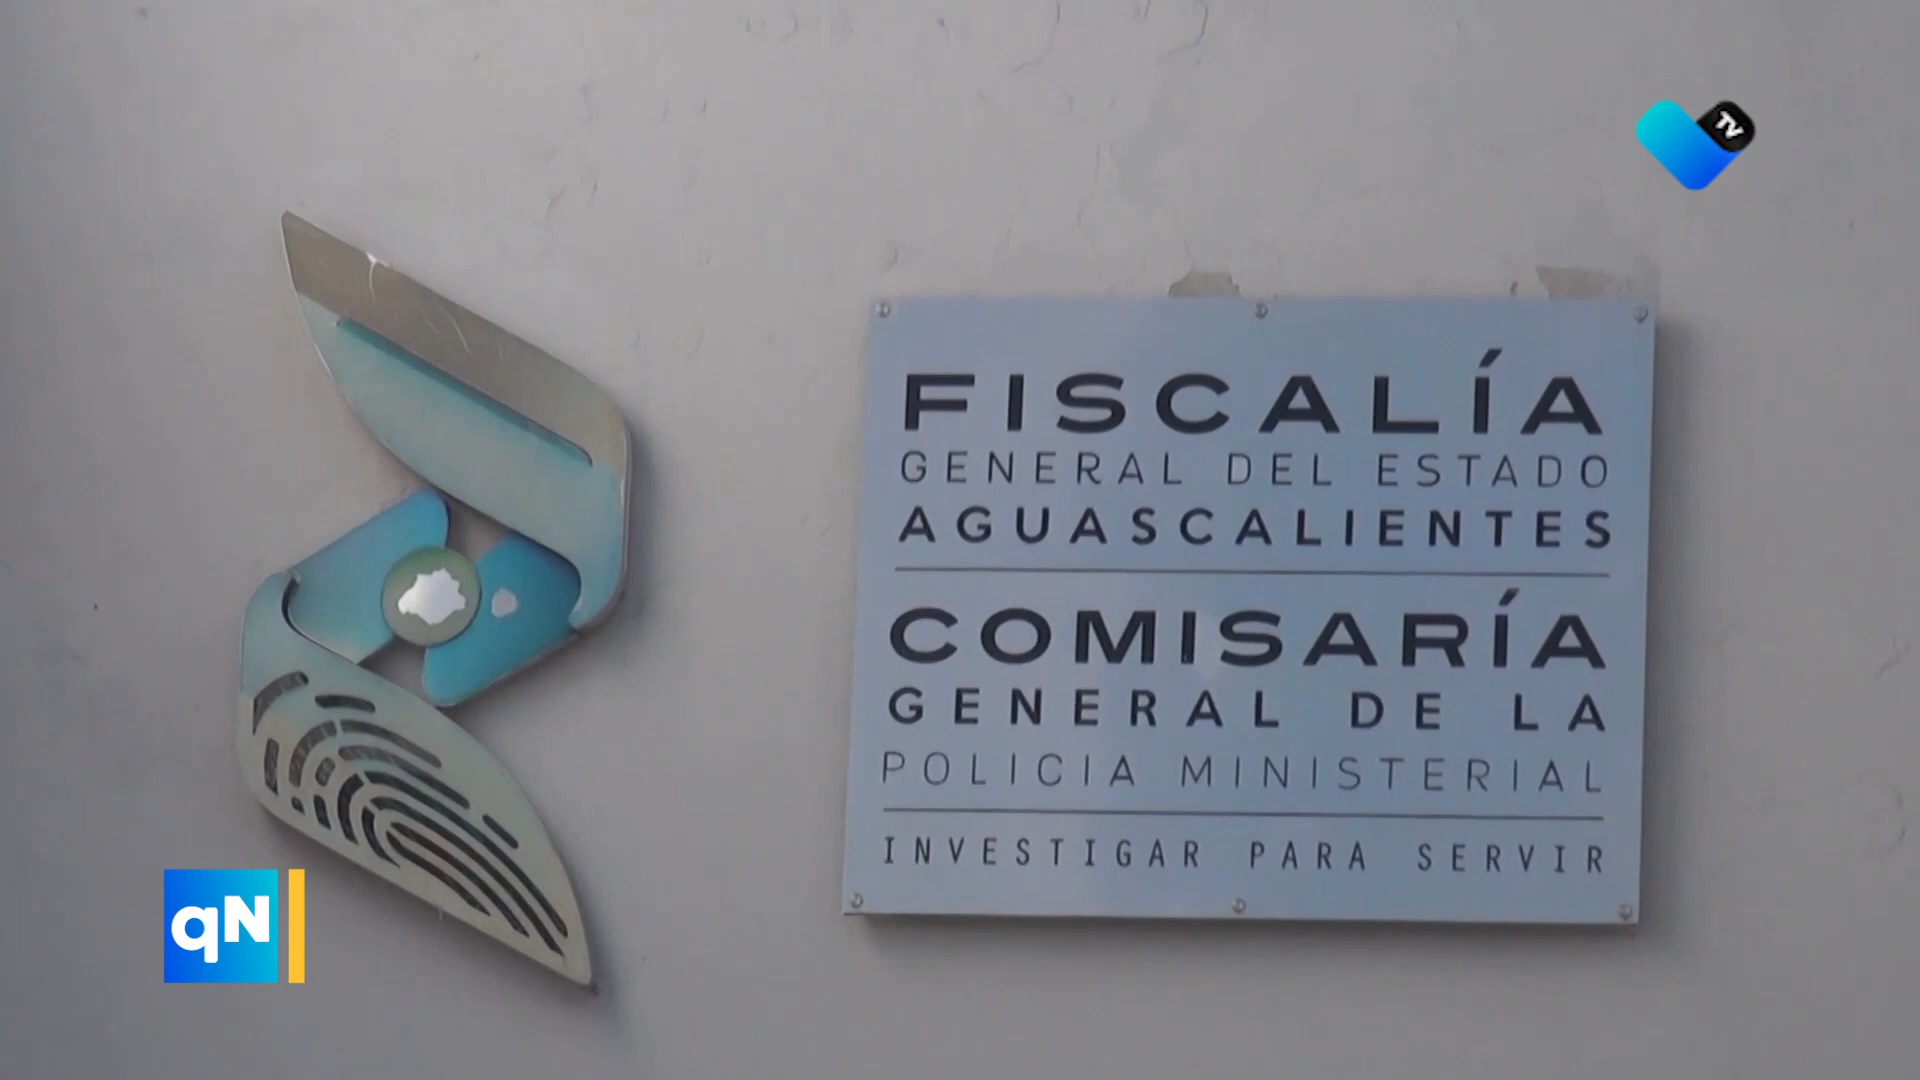 TV
FISCALÍA
GENERAL DEL ESTADO
AGUASCALIENTES
COMISARÍA
GENERAL DE LA
POLICIA MINISTERIAL
INVESTIGAR PARA SERVIR
qN